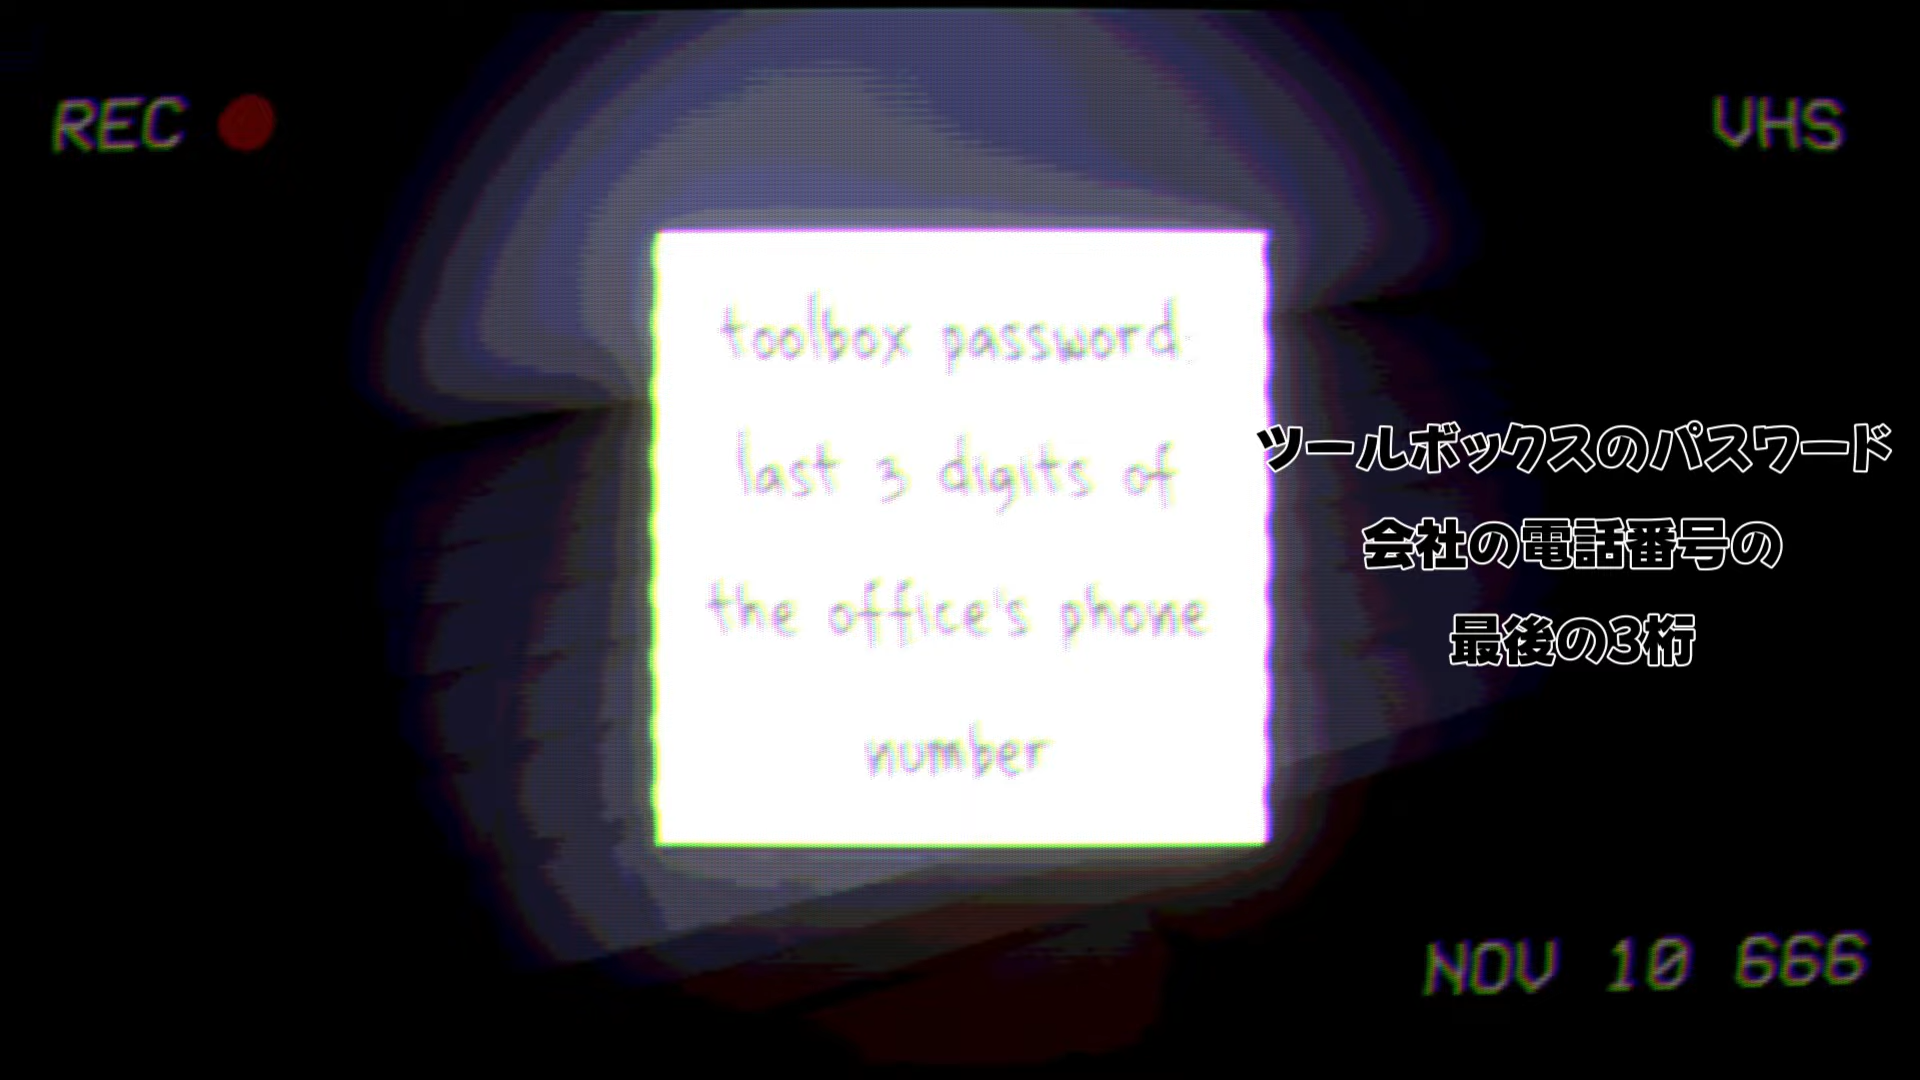 REC
VHS
toolbox password:
last 3 digits of
the office's phone
number
ツールボックスのパスワード
会社の電話番号の
最後の3桁
NOV 10 666